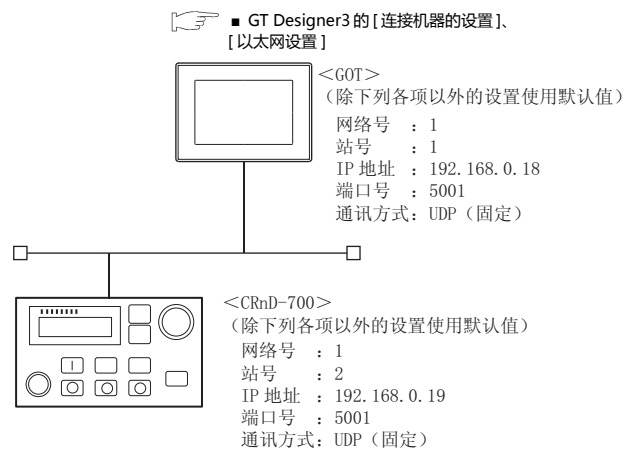 ■ GT Designer3 的 [ 连接机器的设置 ]、
[ 以太网设置 ]
＜GOT＞
（除下列各项以外的设置使用默认值）
网络号 ：1
站号 ：1
IP 地址 ：192.168.0.18
端口号 ：5001
通讯方式：UDP（固定）
＜CRnD-700＞
（除下列各项以外的设置使用默认值）
网络号 ：1
站号 ：2
IP 地址 ：192.168.0.19
端口号 ：5001
通讯方式：UDP（固定）